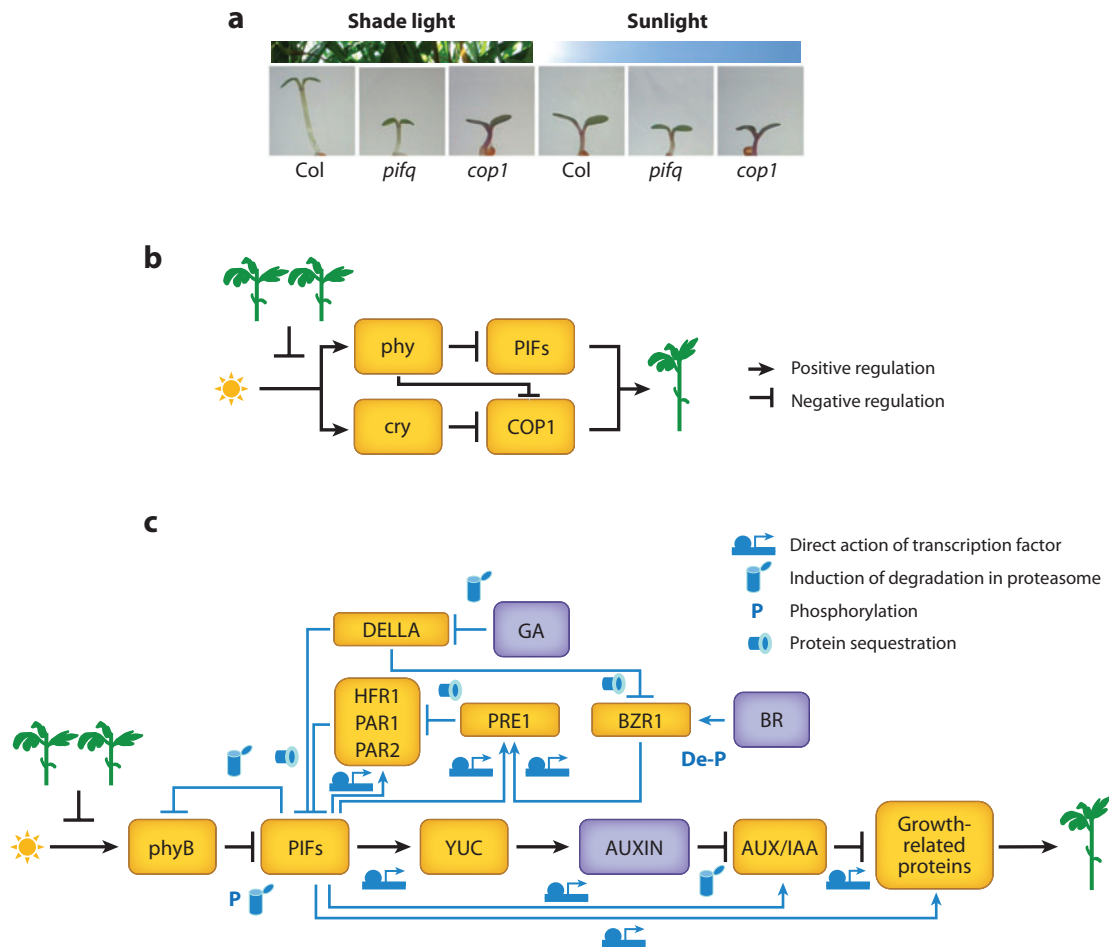 a
Shade light
Sunlight
Col
pifq
cop1
Col
pifq
cop1
b
phy
PIFs
cry
COP1
Positive regulation
Negative regulation
c
Direct action of transcription factor
Induction of degradation in proteasome
P Phosphorylation
Protein sequestration
DELLA
GA
HFR1
PAR1
PAR2
PRE1
BZR1
BR
De-P
phyB
PIFs
YUC
AUXIN
AUX/IAA
Growth-
related
proteins
P